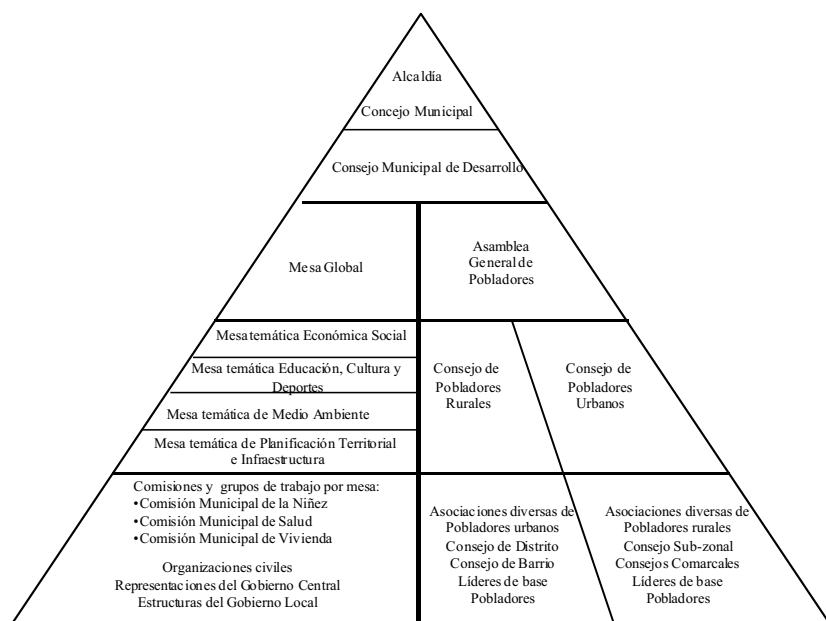 Alcaldía
Concejo Municipal
Consejo Municipal de Desarrollo
Mesa Global
Asamblea
General de
Pobladores
Mesa temática Económica Social
Mesa temática Educación, Cultura y
Deportes
Mesa temática de Medio Ambiente
Mesa temática de Planificación Territorial
e Infraestructura
Consejo de
Pobladores
Rurales
Consejo de
Pobladores
Urbanos
Comisiones y grupos de trabajo por mesa:
•Comisión Municipal de la Niñez
•Comisión Municipal de Salud
•Comisión Municipal de Vivienda
Organizaciones civiles
Representaciones del Gobierno Central
Estructuras del Gobierno Local
Asociaciones diversas de
Pobladores urbanos
Consejo de Distrito
Consejo de Barrio
Líderes de base
Pobladores
Asociaciones diversas de
Pobladores rurales
Consejo Sub-zonal
Consejos Comarcales
Líderes de base
Pobladores